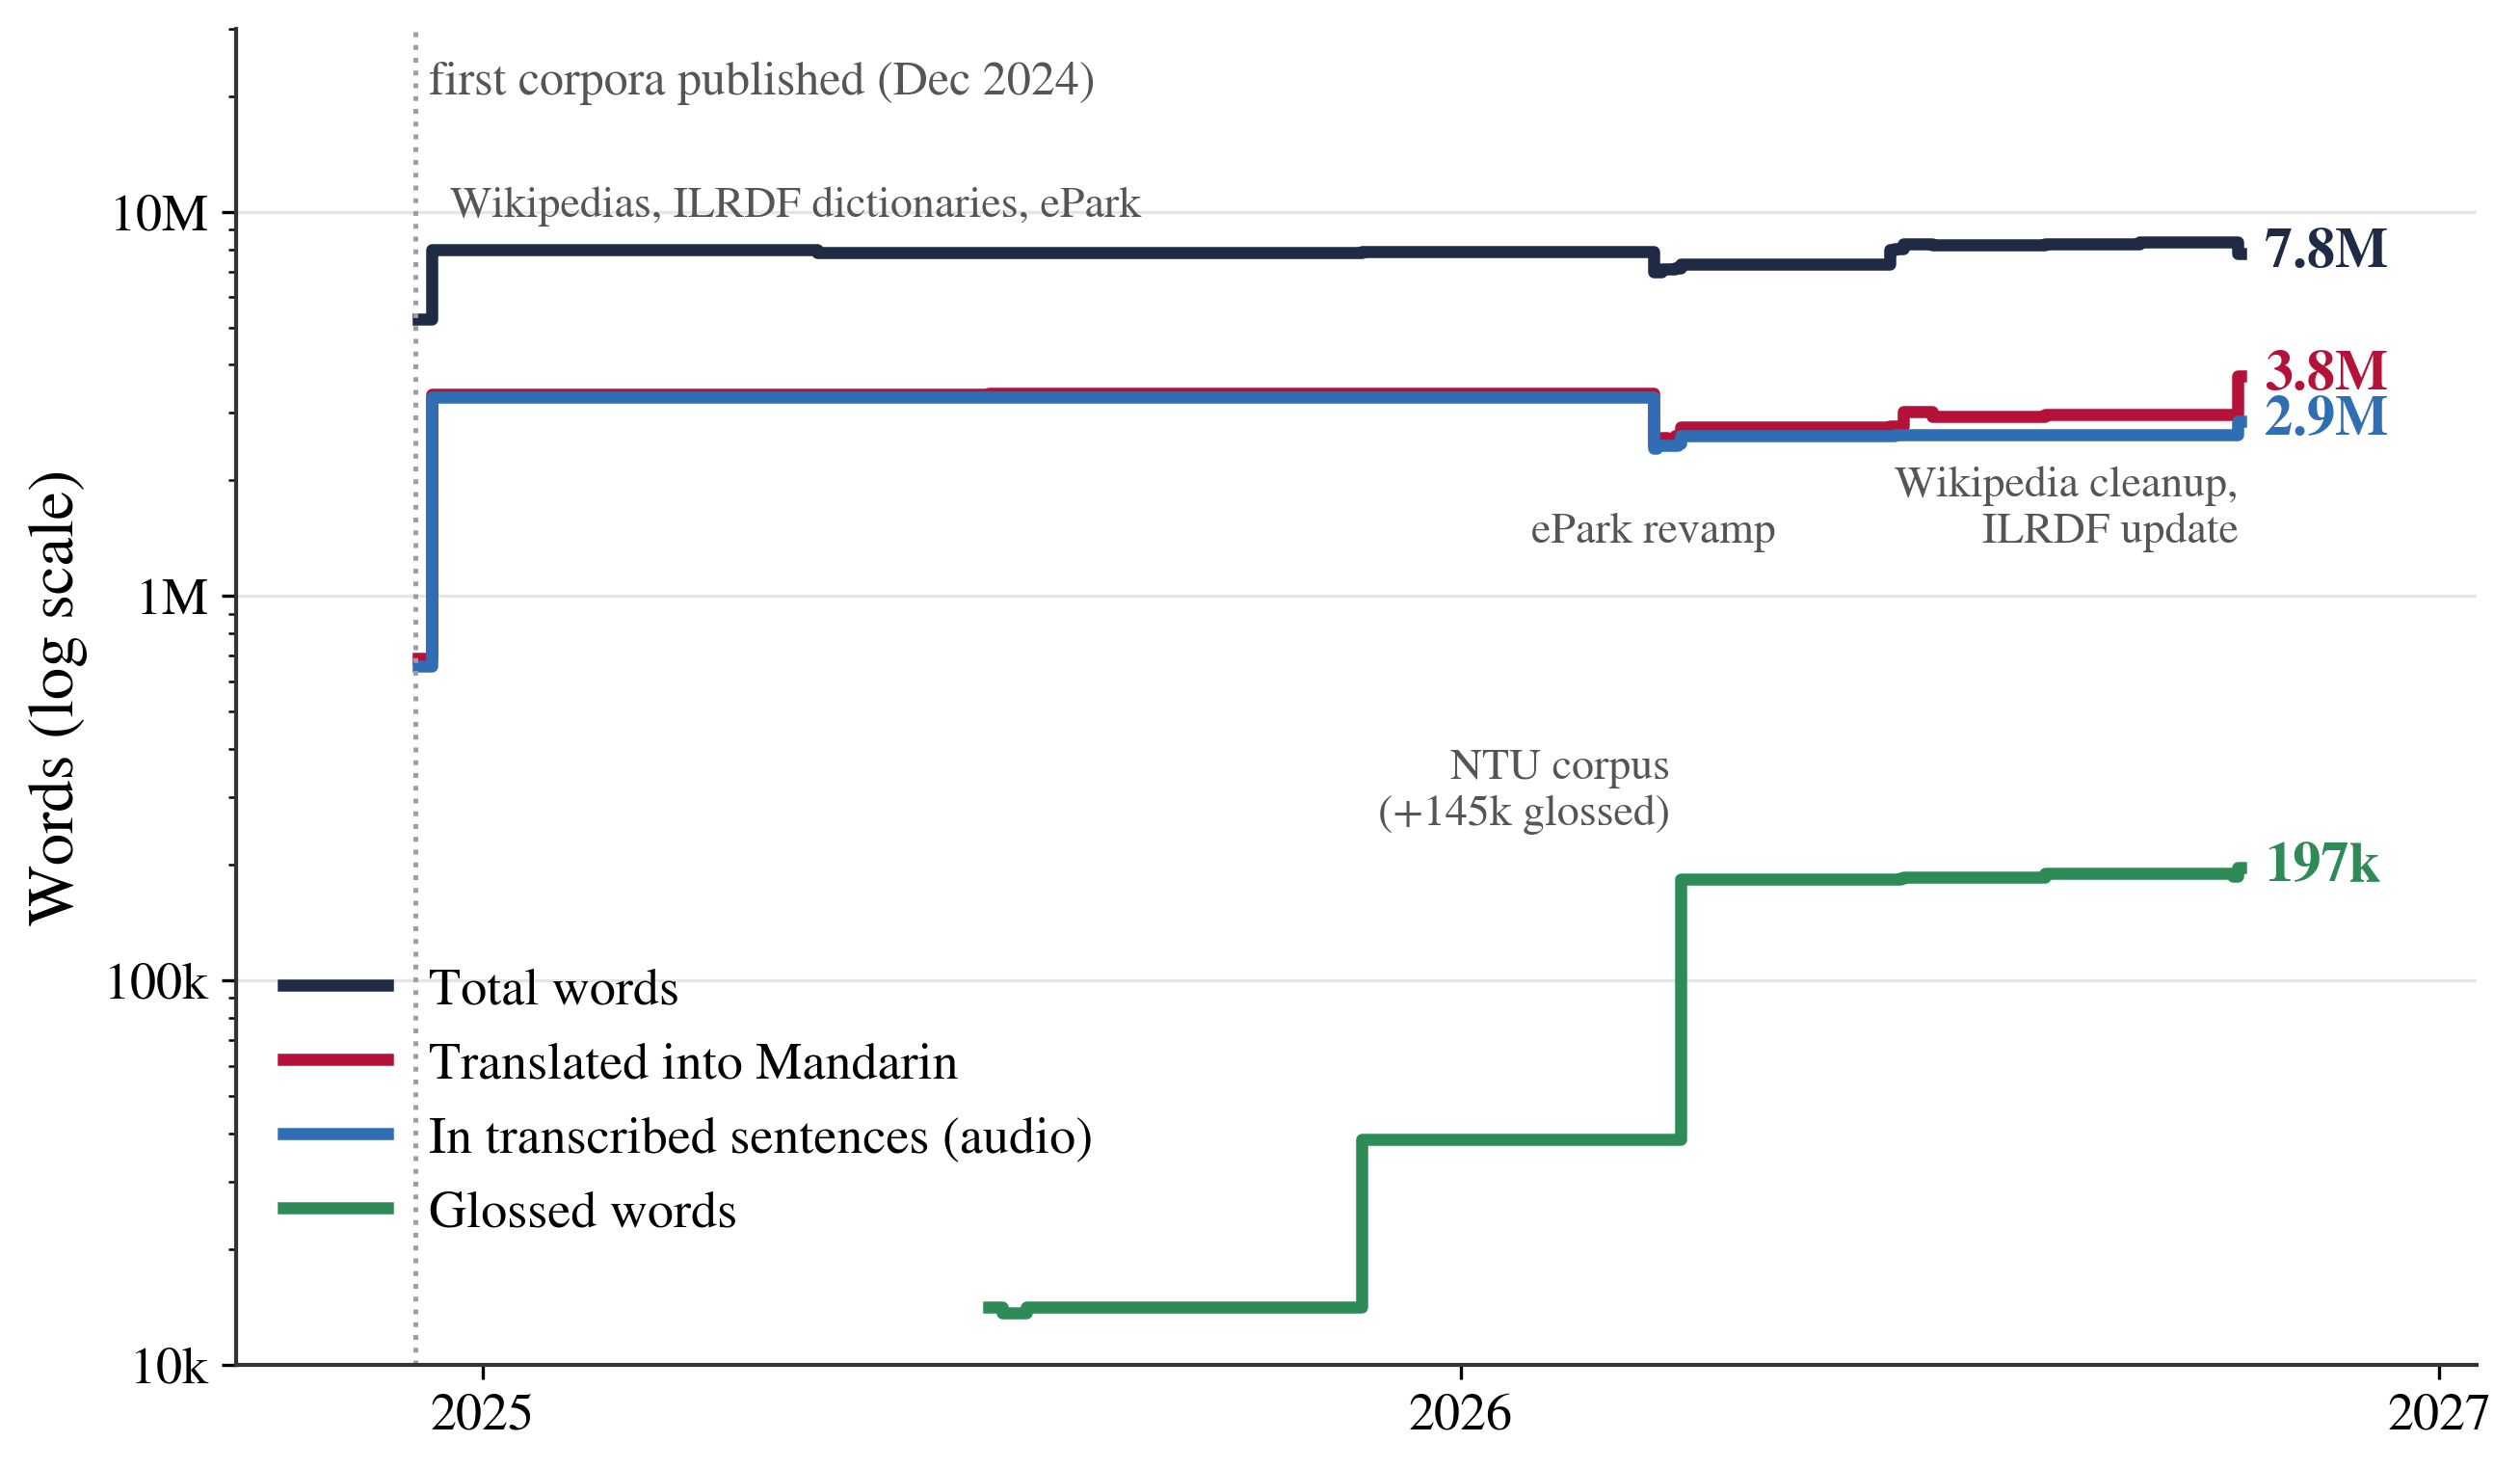 first corpora published (Dec 2024)
Wikipedias, ILRDF dictionaries, ePark
10M
7.8M
3.8M
2.9M
Wikipedia cleanup,
ILRDF update
ePark revamp
Words (log scale)
1M
NTU corpus
(+145k glossed)
197k
100k
Total words
Translated into Mandarin
In transcribed sentences (audio)
Glossed words
10k
2025
2026
2027